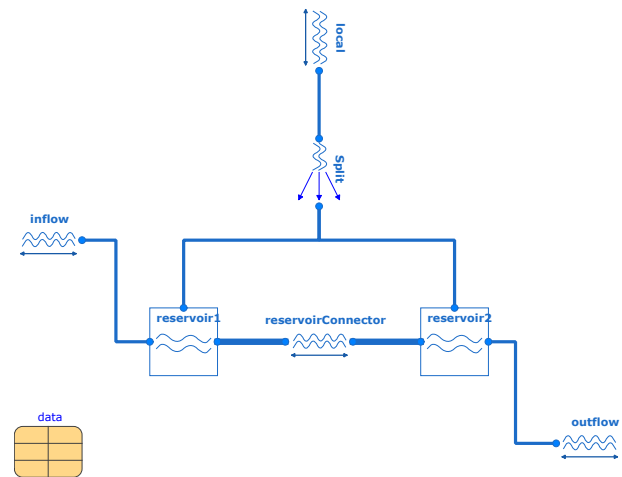 local
Split
inflow
reservoir1
reservoirConnector
reservoir2
data
outflow